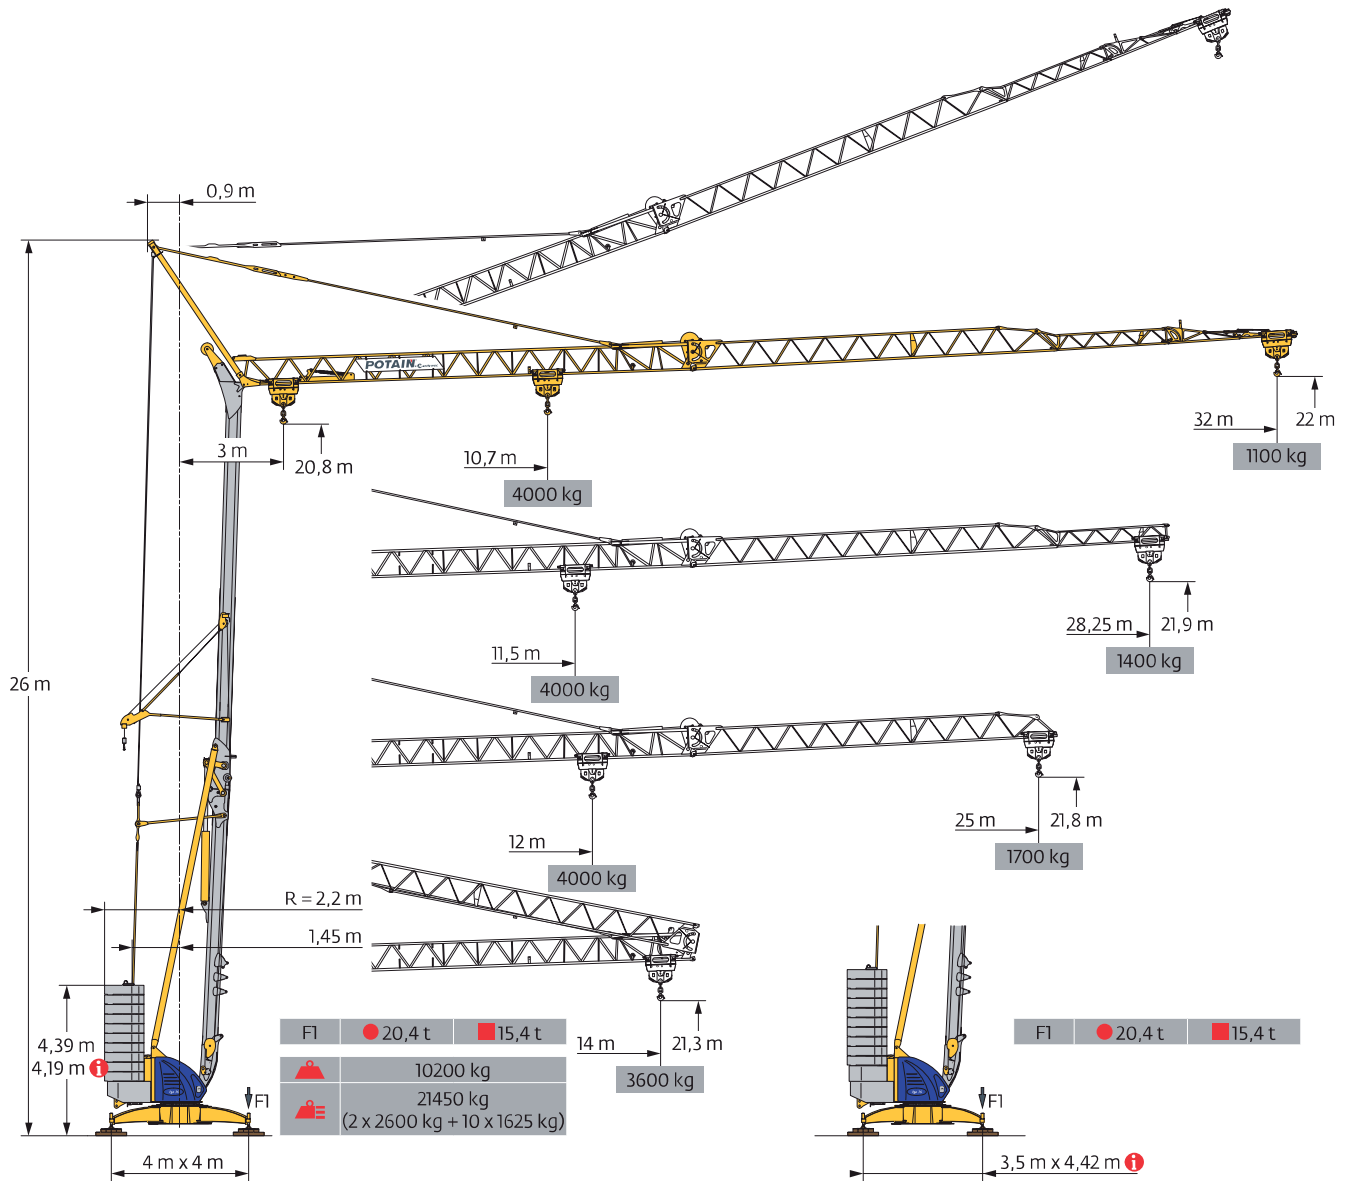 0,9 m
POTAIN
3 m
20,8 m
10,7 m
4000 kg
32 m
22 m
1100 kg
26 m
11,5 m
4000 kg
28,25 m
21,9 m
1400 kg
12 m
4000 kg
25 m
21,8 m
1700 kg
R = 2,2 m
1,45 m
4,39 m
4,19 m i
F1 20,4 t 15,4 t
10200 kg
21450 kg
(2 x 2600 kg + 10 x 1625 kg)
F1
4 m x 4 m
14 m
21,3 m
3600 kg
F1 20,4 t 15,4 t
F1
3,5 m x 4,42 m i